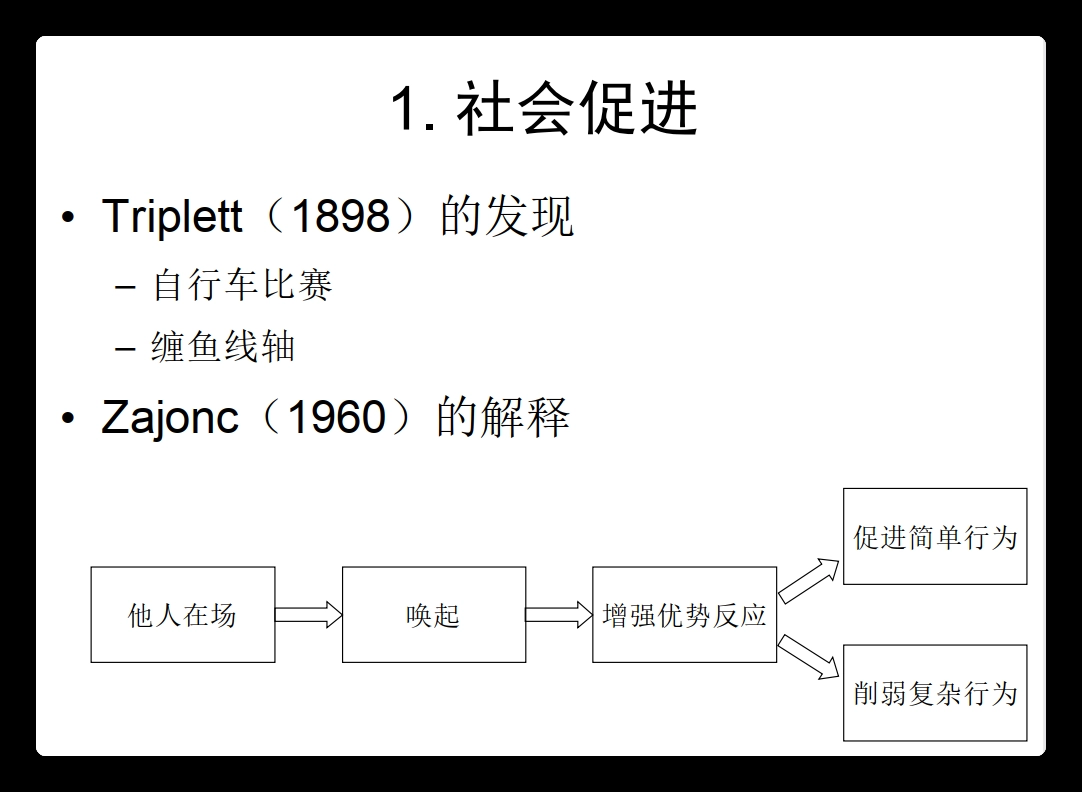 1. 社会促进
• Triplett（1898）的发现
– 自行车比赛
– 缠鱼线轴
• Zajonc（1960）的解释
他人在场
唤起
增强优势反应
促进简单行为
削弱复杂行为